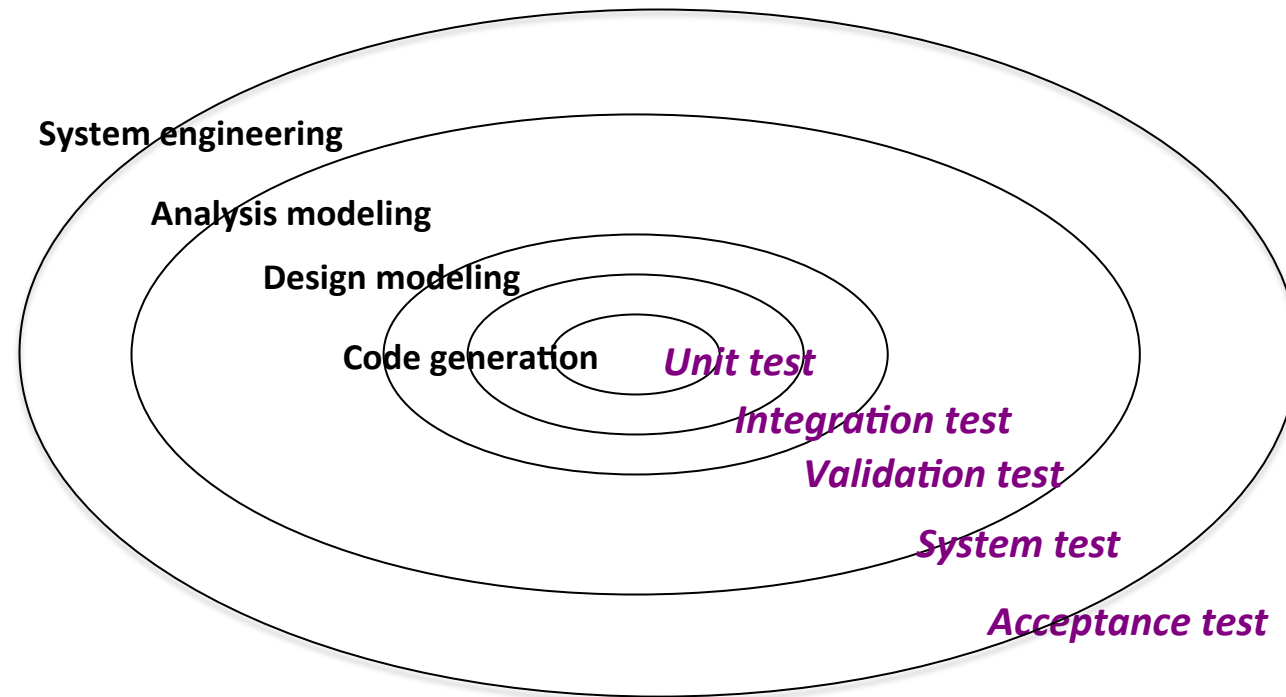 System engineering
Analysis modeling
Design modeling
Code generation
Unit test
Integration test
Validation test
System test
Acceptance test